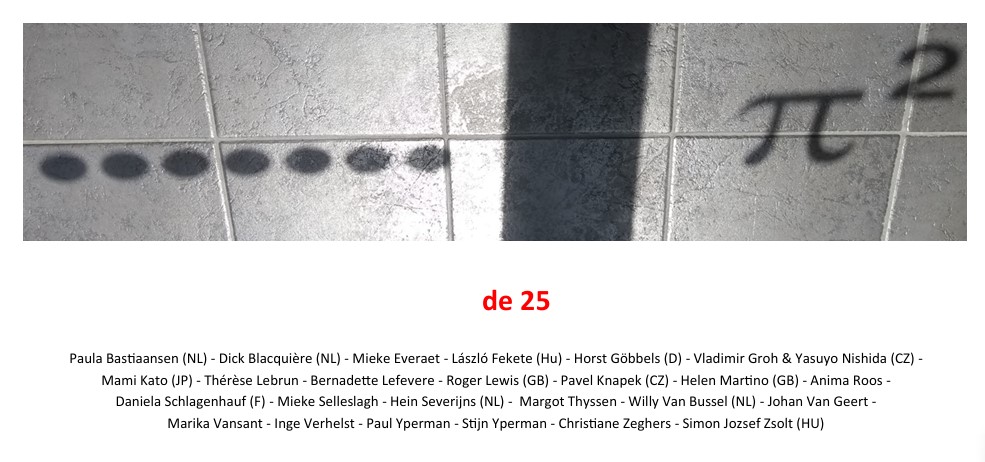 π²
de 25
Paula Bastiaansen (NL) - Dick Blacquière (NL) - Mieke Everaet - László Fekete (Hu) - Horst Göbbels (D) - Vladimir Groh & Yasuyo Nishida (CZ) -
Mami Kato (JP) - Thérèse Lebrun - Bernadette Lefevere - Roger Lewis (GB) - Pavel Knapek (CZ) - Helen Martino (GB) - Anima Roos -
Daniela Schlagenhauf (F) - Mieke Selleslagh - Hein Severijns (NL) -  Margot Thyssen - Willy Van Bussel (NL) - Johan Van Geert -
Marika Vansant - Inge Verhelst - Paul Yperman - Stijn Yperman - Christiane Zeghers - Simon Jozsef Zsolt (HU)